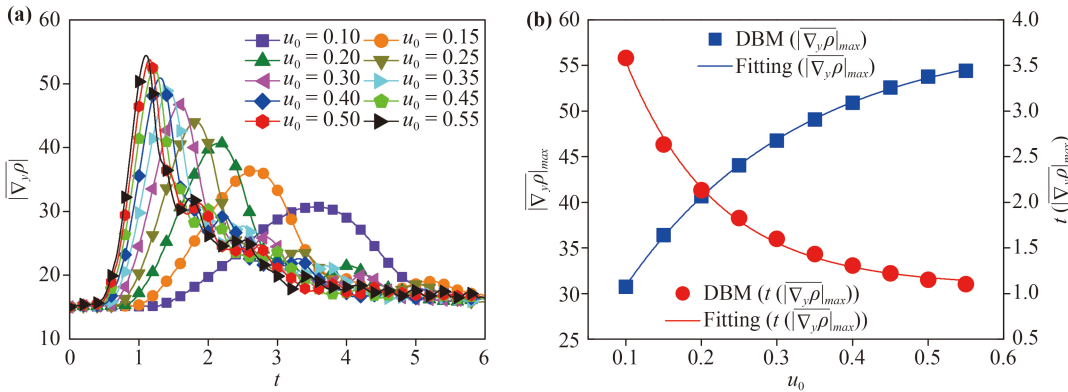 (a)
60
50
40
30
20
10
0 1 2 3 4 5 6
|∇yρ|
t
u0 = 0.10 u0 = 0.15
u0 = 0.20 u0 = 0.25
u0 = 0.30 u0 = 0.35
u0 = 0.40 u0 = 0.45
u0 = 0.50 u0 = 0.55
(b)
60
55
50
45
40
35
30
25
|∇yρ|max
DBM (|∇yρ|max)
Fitting (|∇yρ|max)
DBM (t (|∇yρ|max))
Fitting (t (|∇yρ|max))
4.0
3.5
3.0
2.5
2.0
1.5
1.0
0.5
t (|∇yρ|max)
0.1 0.2 0.3 0.4 0.5 0.6
u0